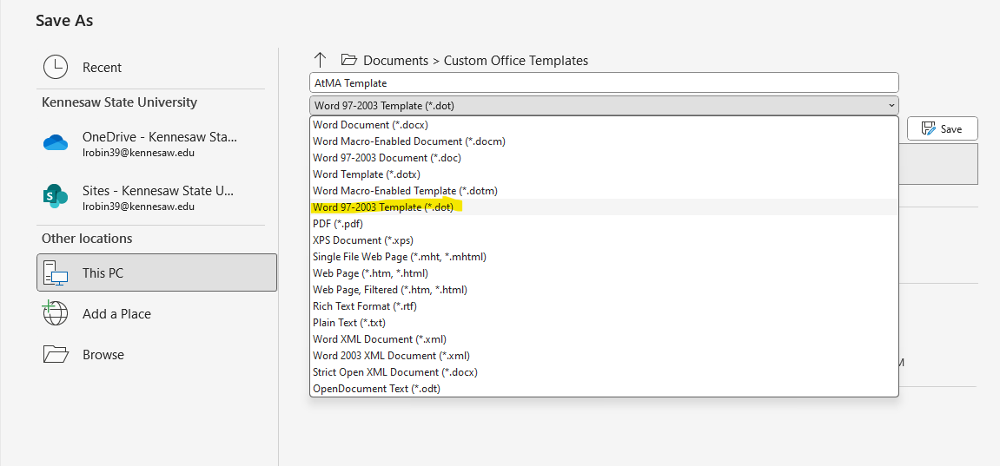 Save As
Recent
Kennesaw State University
OneDrive - Kennesaw Sta...
lrobin39@kennesaw.edu
Sites - Kennesaw State U...
lrobin39@kennesaw.edu
Other locations
This PC
Add a Place
Browse
Documents > Custom Office Templates
AtMA Template
Word 97-2003 Template (*.dot)
Word Document (*.docx)
Word Macro-Enabled Document (*.docm)
Word 97-2003 Document (*.doc)
Word Template (*.dotx)
Word Macro-Enabled Template (*.dotm)
Word 97-2003 Template (*.dot)
PDF (*.pdf)
XPS Document (*.xps)
Single File Web Page (*.mht, *.mhtml)
Web Page (*.htm, *.html)
Web Page, Filtered (*.htm, *.html)
Rich Text Format (*.rtf)
Plain Text (*.txt)
Word XML Document (*.xml)
Word 2003 XML Document (*.xml)
Strict Open XML Document (*.docx)
OpenDocument Text (*.odt)
Save